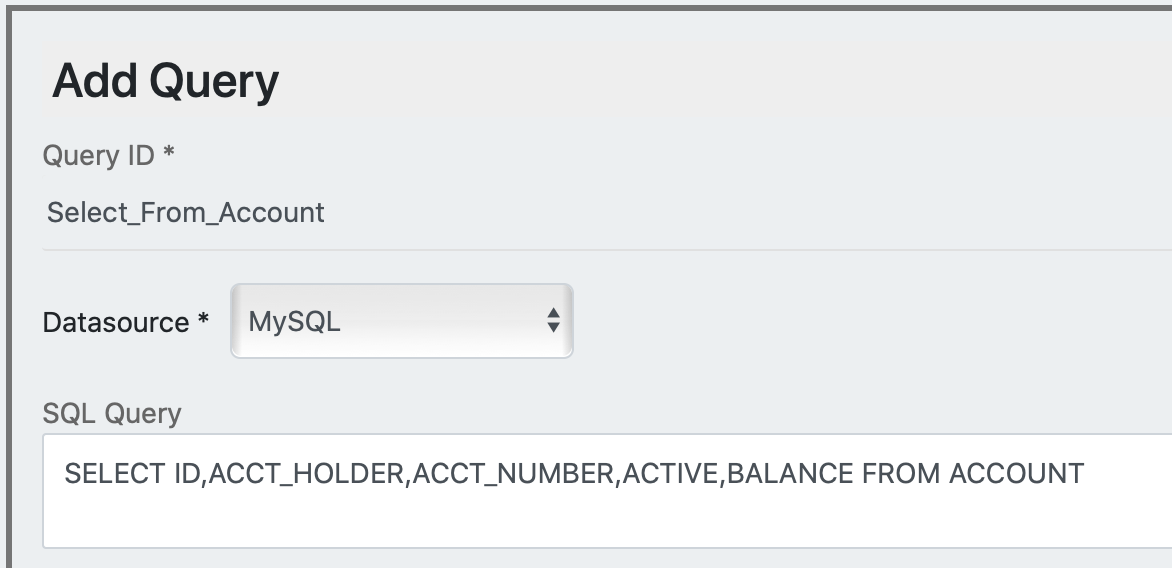 Add Query
Query ID *
Select_From_Account
Datasource * MySQL
SQL Query
SELECT ID,ACCT_HOLDER,ACCT_NUMBER,ACTIVE,BALANCE FROM ACCOUNT